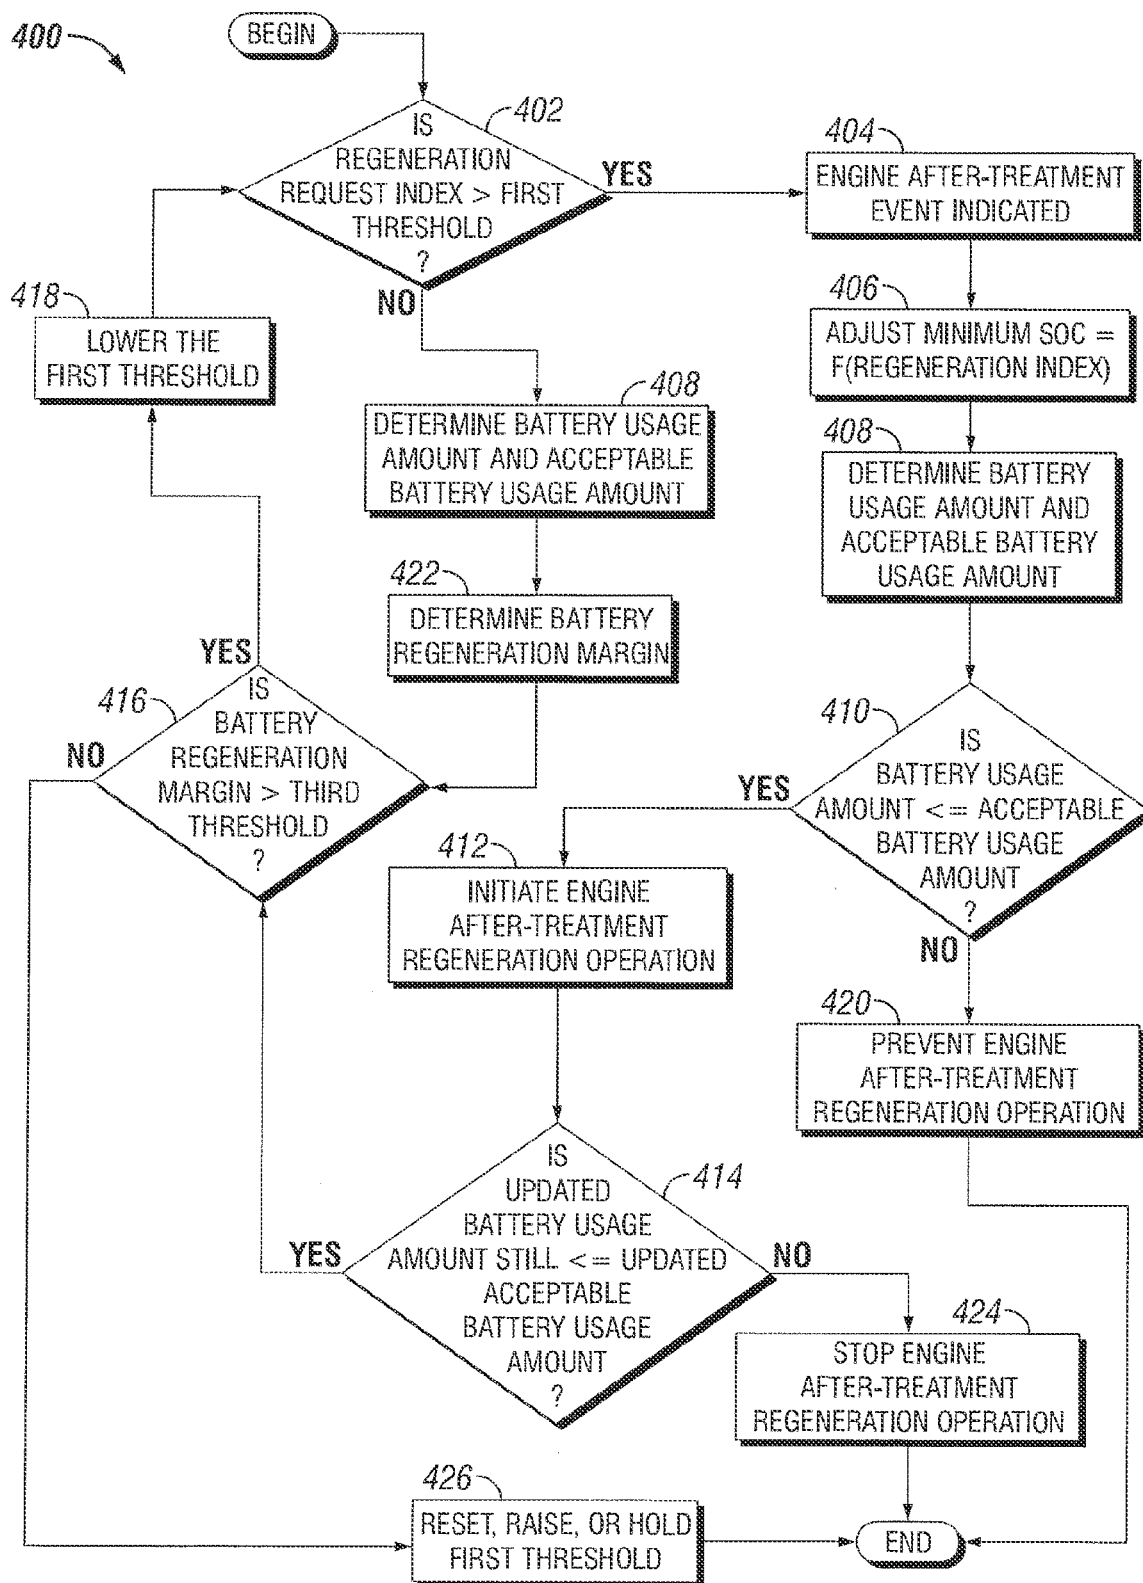 400
BEGIN
402
IS
REGENERATION
REQUEST INDEX > FIRST
THRESHOLD
?
YES
NO
404
ENGINE AFTER-TREATMENT
EVENT INDICATED
406
ADJUST MINIMUM SOC =
F(REGENERATION INDEX)
418
LOWER THE
FIRST THRESHOLD
408
DETERMINE BATTERY USAGE
AMOUNT AND ACCEPTABLE
BATTERY USAGE AMOUNT
408
DETERMINE BATTERY
USAGE AMOUNT AND
ACCEPTABLE BATTERY
USAGE AMOUNT
422
DETERMINE BATTERY
REGENERATION MARGIN
YES
416
NO
IS
BATTERY
REGENERATION
MARGIN > THIRD
THRESHOLD
?
410
YES
IS
BATTERY USAGE
AMOUNT <= ACCEPTABLE
BATTERY USAGE
AMOUNT
?
NO
412
INITIATE ENGINE
AFTER-TREATMENT
REGENERATION OPERATION
420
PREVENT ENGINE
AFTER-TREATMENT
REGENERATION OPERATION
414
YES
IS
UPDATED
BATTERY USAGE
AMOUNT STILL <= UPDATED
ACCEPTABLE
BATTERY USAGE
AMOUNT
?
NO
424
STOP ENGINE
AFTER-TREATMENT
REGENERATION OPERATION
426
RESET, RAISE, OR HOLD
FIRST THRESHOLD
END